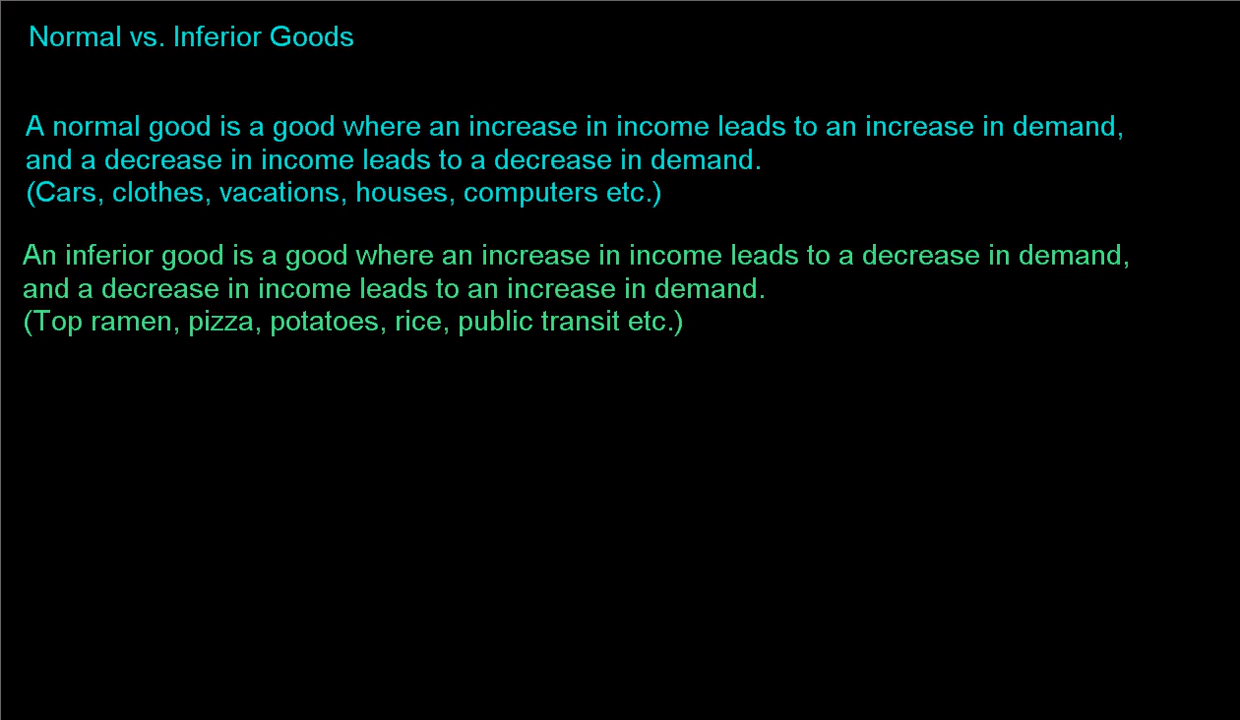 Normal vs. Inferior Goods
A normal good is a good where an increase in income leads to an increase in demand,
and a decrease in income leads to a decrease in demand.
(Cars, clothes, vacations, houses, computers etc.)
An inferior good is a good where an increase in income leads to a decrease in demand,
and a decrease in income leads to an increase in demand.
(Top ramen, pizza, potatoes, rice, public transit etc.)